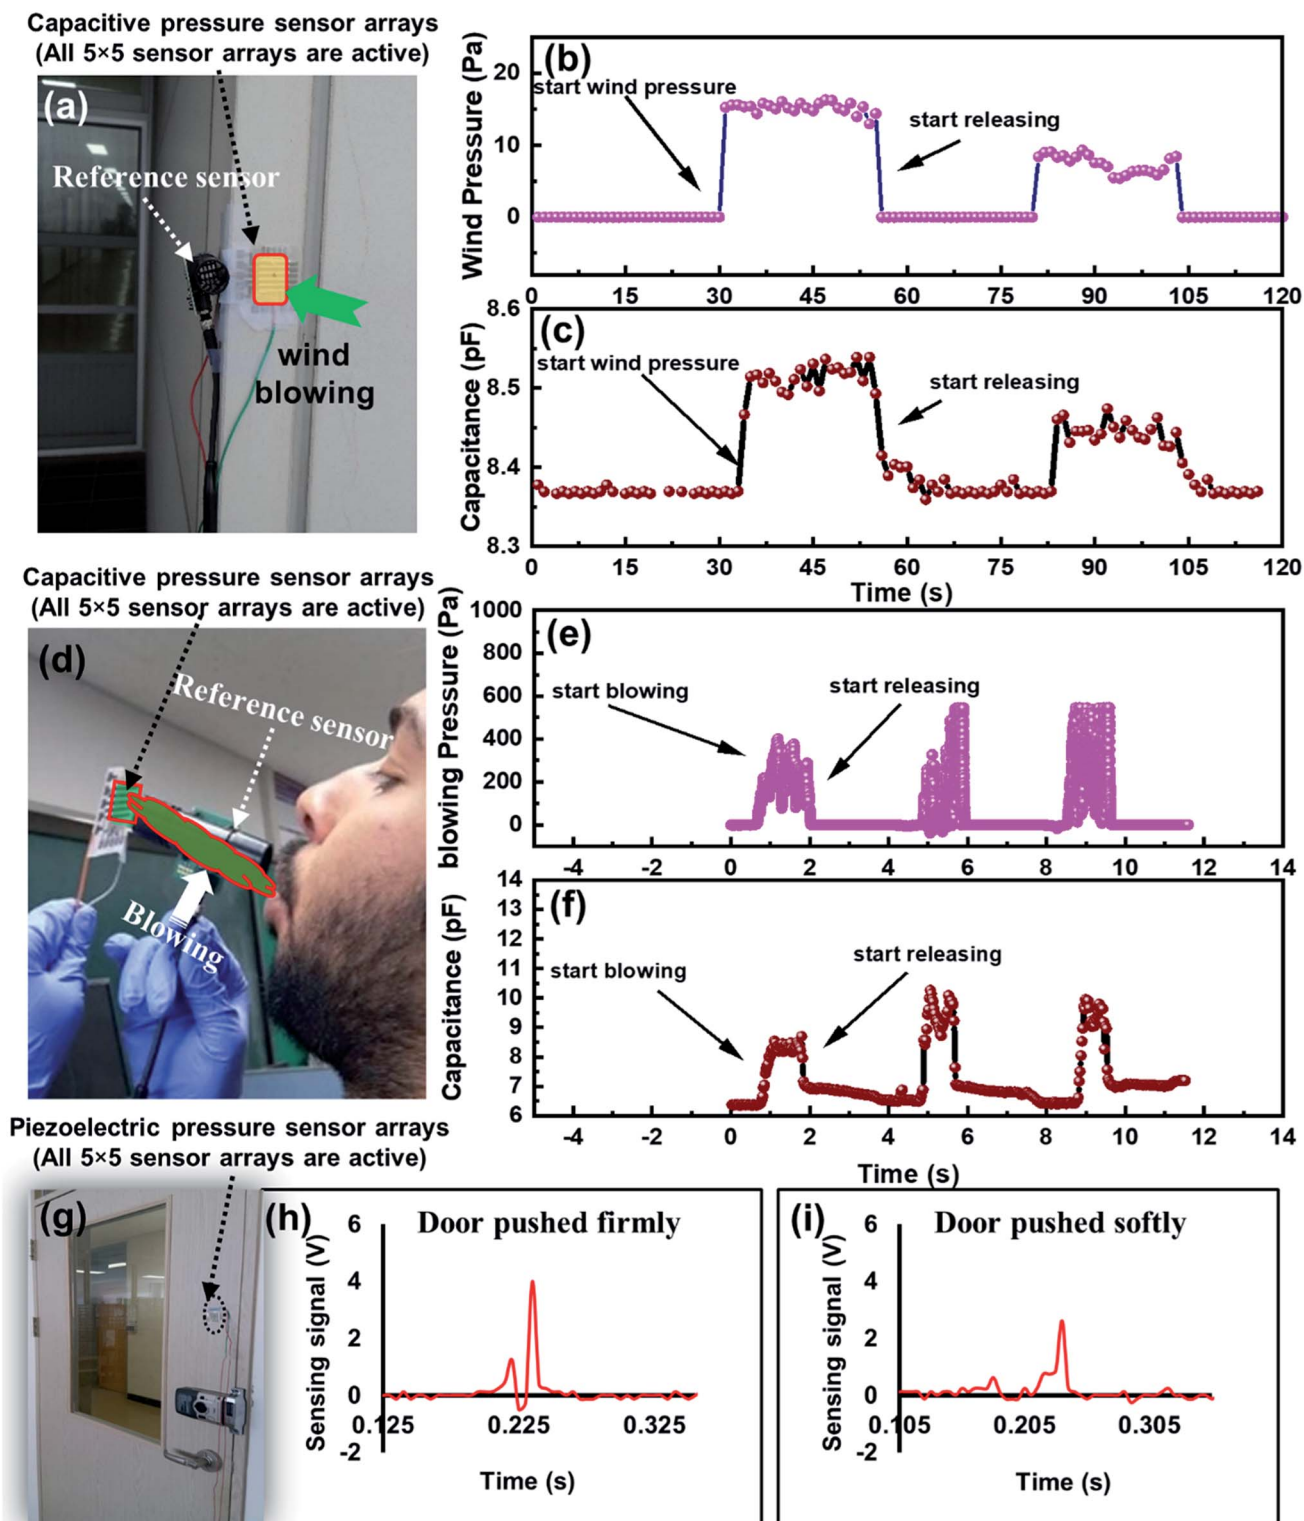 Capacitive pressure sensor arrays
(All 5×5 sensor arrays are active)
(a)
Reference sensor
wind
blowing
(b)
Wind Pressure (Pa)
20
10
0
start wind pressure
start releasing
0 15 30 45 60 75 90 105 120
(c)
Capacitance (pF)
8.6
8.5
8.4
8.3
start wind pressure
start releasing
0 15 30 45 60 75 90 105 120
Time (s)
Capacitive pressure sensor arrays
(All 5×5 sensor arrays are active)
(d)
Reference sensor
Blowing
(e)
blowing Pressure (Pa)
1000
800
600
400
200
0
start blowing
start releasing
-4 -2 0 2 4 6 8 10 12 14
(f)
Capacitance (pF)
14
13
12
11
10
9
8
7
6
start blowing
start releasing
-4 -2 0 2 4 6 8 10 12 14
Time (s)
Piezoelectric pressure sensor arrays
(All 5×5 sensor arrays are active)
(g)
(h)
Door pushed firmly
Sensing signal (V)
6
4
2
0
-2
0.125 0.225 0.325
Time (s)
(i)
Door pushed softly
Sensing signal (V)
6
4
2
0
-2
0.105 0.205 0.305
Time (s)